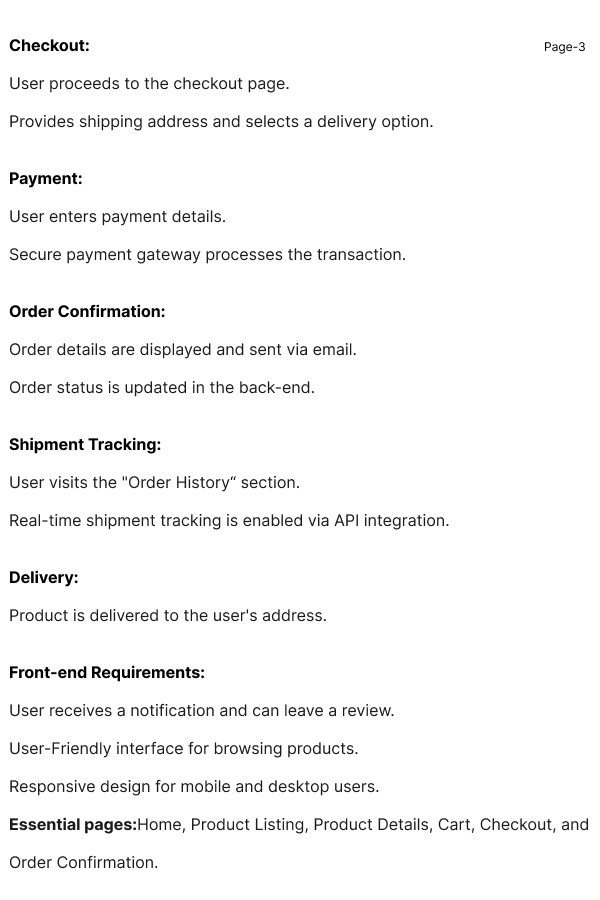 Checkout:
Page-3
User proceeds to the checkout page.
Provides shipping address and selects a delivery option.
Payment:
User enters payment details.
Secure payment gateway processes the transaction.
Order Confirmation:
Order details are displayed and sent via email.
Order status is updated in the back-end.
Shipment Tracking:
User visits the "Order History“ section.
Real-time shipment tracking is enabled via API integration.
Delivery:
Product is delivered to the user's address.
Front-end Requirements:
User receives a notification and can leave a review.
User-Friendly interface for browsing products.
Responsive design for mobile and desktop users.
Essential pages:Home, Product Listing, Product Details, Cart, Checkout, and
Order Confirmation.